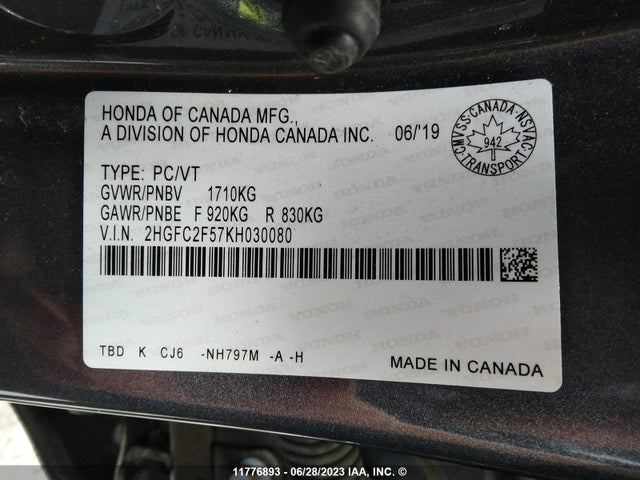 HONDA OF CANADA MFG.,
A DIVISION OF HONDA CANADA INC. 06/'19
CMVSS · CANADA · NSVAC · TRANSPORT ·
942
TYPE: PC/VT
GVWR/PNBV 1710KG
GAWR/PNBE F 920KG R 830KG
V.I.N. 2HGFC2F57KH030080
TBD K CJ6 -NH797M -A -H
MADE IN CANADA
11776893 - 06/28/2023 IAA, INC. ©